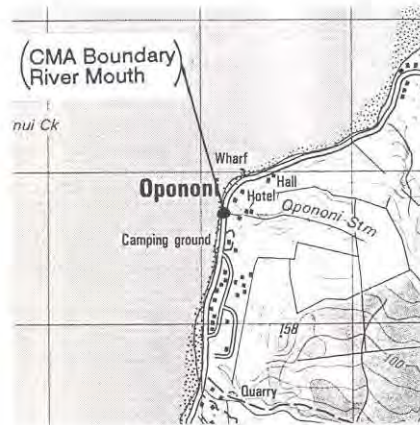 CMA Boundary
River Mouth
nui Ck
Wharf
Opononi
Hall
Hotel
Opononi Stm
Camping ground
158
100
Quarry